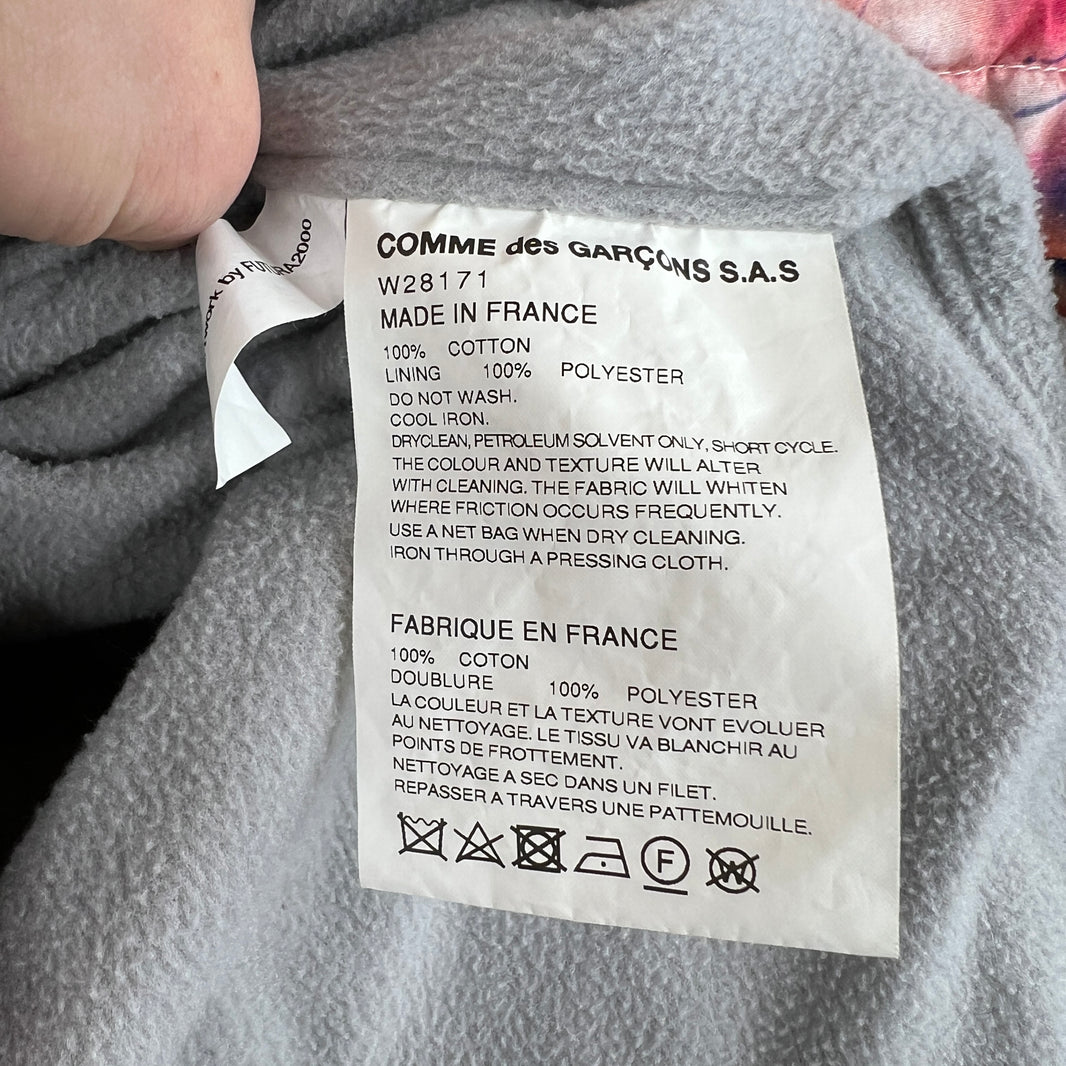 work by FUTURA2000
COMME des GARÇONS S.A.S
W28171
MADE IN FRANCE
100% COTTON
LINING 100% POLYESTER
DO NOT WASH.
COOL IRON.
DRYCLEAN, PETROLEUM SOLVENT ONLY, SHORT CYCLE.
THE COLOUR AND TEXTURE WILL ALTER
WITH CLEANING. THE FABRIC WILL WHITEN
WHERE FRICTION OCCURS FREQUENTLY.
USE A NET BAG WHEN DRY CLEANING.
IRON THROUGH A PRESSING CLOTH.
FABRIQUE EN FRANCE
100% COTON
DOUBLURE 100% POLYESTER
LA COULEUR ET LA TEXTURE VONT EVOLUER
AU NETTOYAGE. LE TISSU VA BLANCHIR AU
POINTS DE FROTTEMENT.
NETTOYAGE A SEC DANS UN FILET.
REPASSER A TRAVERS UNE PATTEMOUILLE.
F W